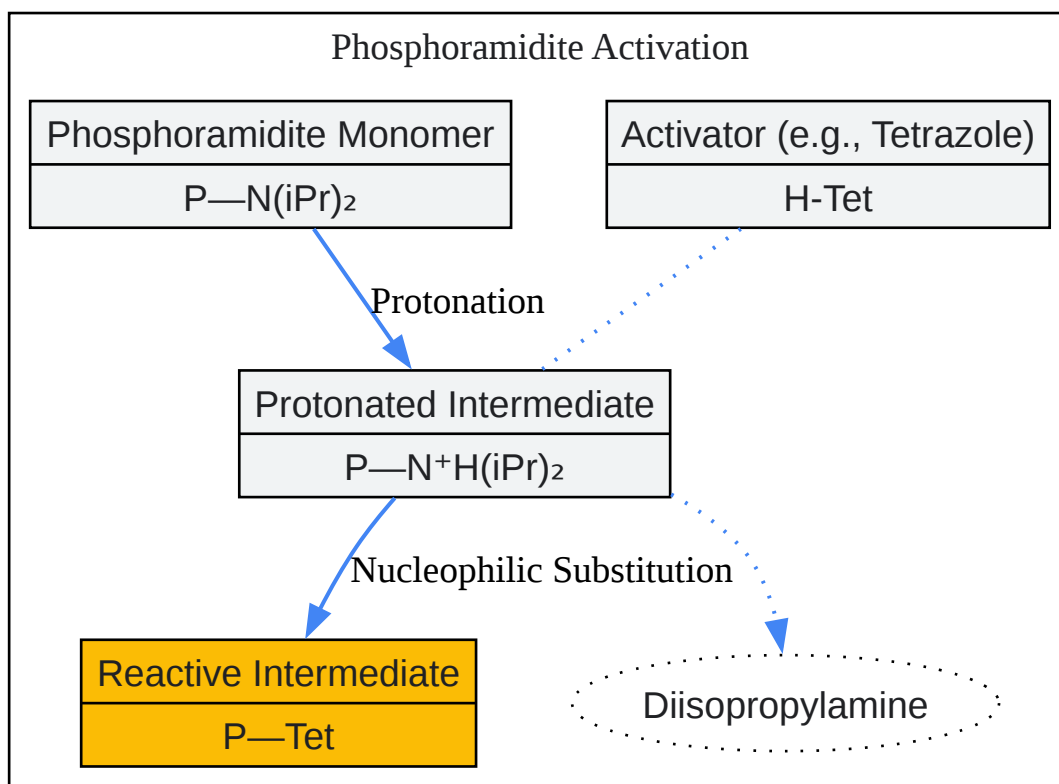 Phosphoramidite Activation
Phosphoramidite Monomer
P—N(iPr)₂
Activator (e.g., Tetrazole)
H-Tet
Protonation
Protonated Intermediate
P—N⁺H(iPr)₂
Nucleophilic Substitution
Reactive Intermediate
P—Tet
Diisopropylamine